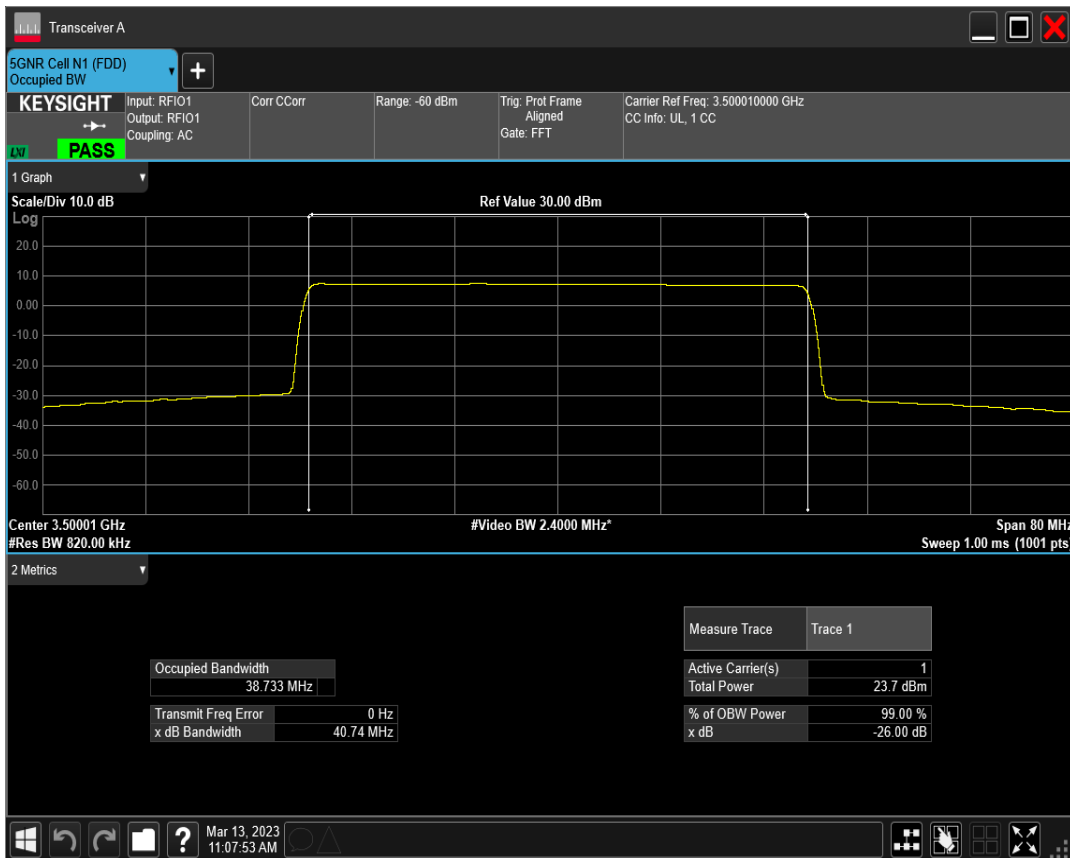 Transceiver A
5GNR Cell N1 (FDD)
Occupied BW
+
KEYSIGHT
LXI
PASS
Input: RFIO1
Output: RFIO1
Coupling: AC
Corr CCorr
Range: -60 dBm
Trig: Prot Frame
Aligned
Gate: FFT
Carrier Ref Freq: 3.500010000 GHz
CC Info: UL, 1 CC
1 Graph
Scale/Div 10.0 dB
Ref Value 30.00 dBm
Log
20.0
10.0
0.00
-10.0
-20.0
-30.0
-40.0
-50.0
-60.0
Center 3.50001 GHz
#Video BW 2.4000 MHz*
Span 80 MHz
#Res BW 820.00 kHz
Sweep 1.00 ms (1001 pts)
2 Metrics
Measure Trace Trace 1
Occupied Bandwidth
38.733 MHz
Active Carrier(s) 1
Total Power 23.7 dBm
Transmit Freq Error 0 Hz
x dB Bandwidth 40.74 MHz
% of OBW Power 99.00 %
x dB -26.00 dB
?
Mar 13, 2023
11:07:53 AM